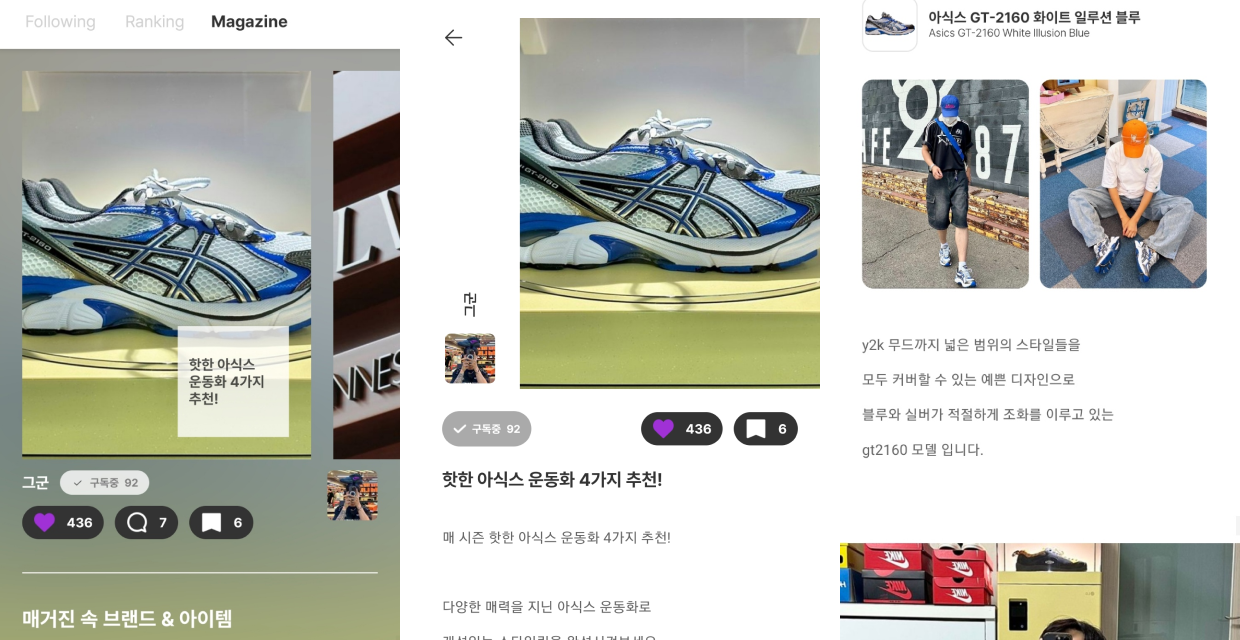 Following
Ranking
Magazine
GT-2160
핫한 아식스
운동화 4가지
추천!
그군
구독중 92
436
7
6
매거진 속 브랜드 & 아이템
GT-2160
그군
구독중 92
436
6
핫한 아식스 운동화 4가지 추천!
매 시즌 핫한 아식스 운동화 4가지 추천!
다양한 매력을 지닌 아식스 운동화로
아식스 GT-2160 화이트 일루션 블루
Asics GT-2160 White Illusion Blue
87
y2k 무드까지 넓은 범위의 스타일들을
모두 커버할 수 있는 예쁜 디자인으로
블루와 실버가 적절하게 조화를 이루고 있는
gt2160 모델 입니다.